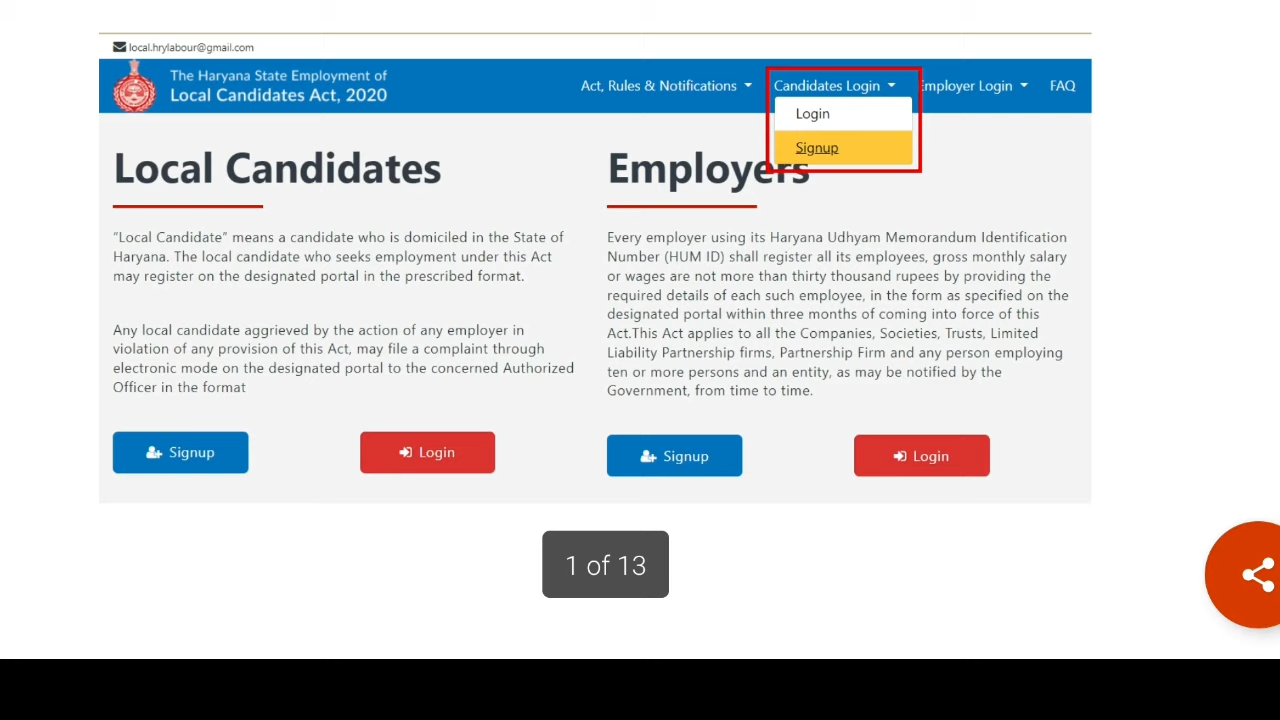 local.hrylabour@gmail.com
The Haryana State Employment of
Local Candidates Act, 2020
Act, Rules & Notifications
Candidates Login
Employer Login
FAQ
Login
Signup
Local Candidates
“Local Candidate” means a candidate who is domiciled in the State of
Haryana. The local candidate who seeks employment under this Act
may register on the designated portal in the prescribed format.
Any local candidate aggrieved by the action of any employer in
violation of any provision of this Act, may file a complaint through
electronic mode on the designated portal to the concerned Authorized
Officer in the format
Signup
Login
Employers
Every employer using its Haryana Udhyam Memorandum Identification
Number (HUM ID) shall register all its employees, gross monthly salary
or wages are not more than thirty thousand rupees by providing the
required details of each such employee, in the form as specified on the
designated portal within three months of coming into force of this
Act.This Act applies to all the Companies, Societies, Trusts, Limited
Liability Partnership firms, Partnership Firm and any person employing
ten or more persons and an entity, as may be notified by the
Government, from time to time.
Signup
Login
1 of 13